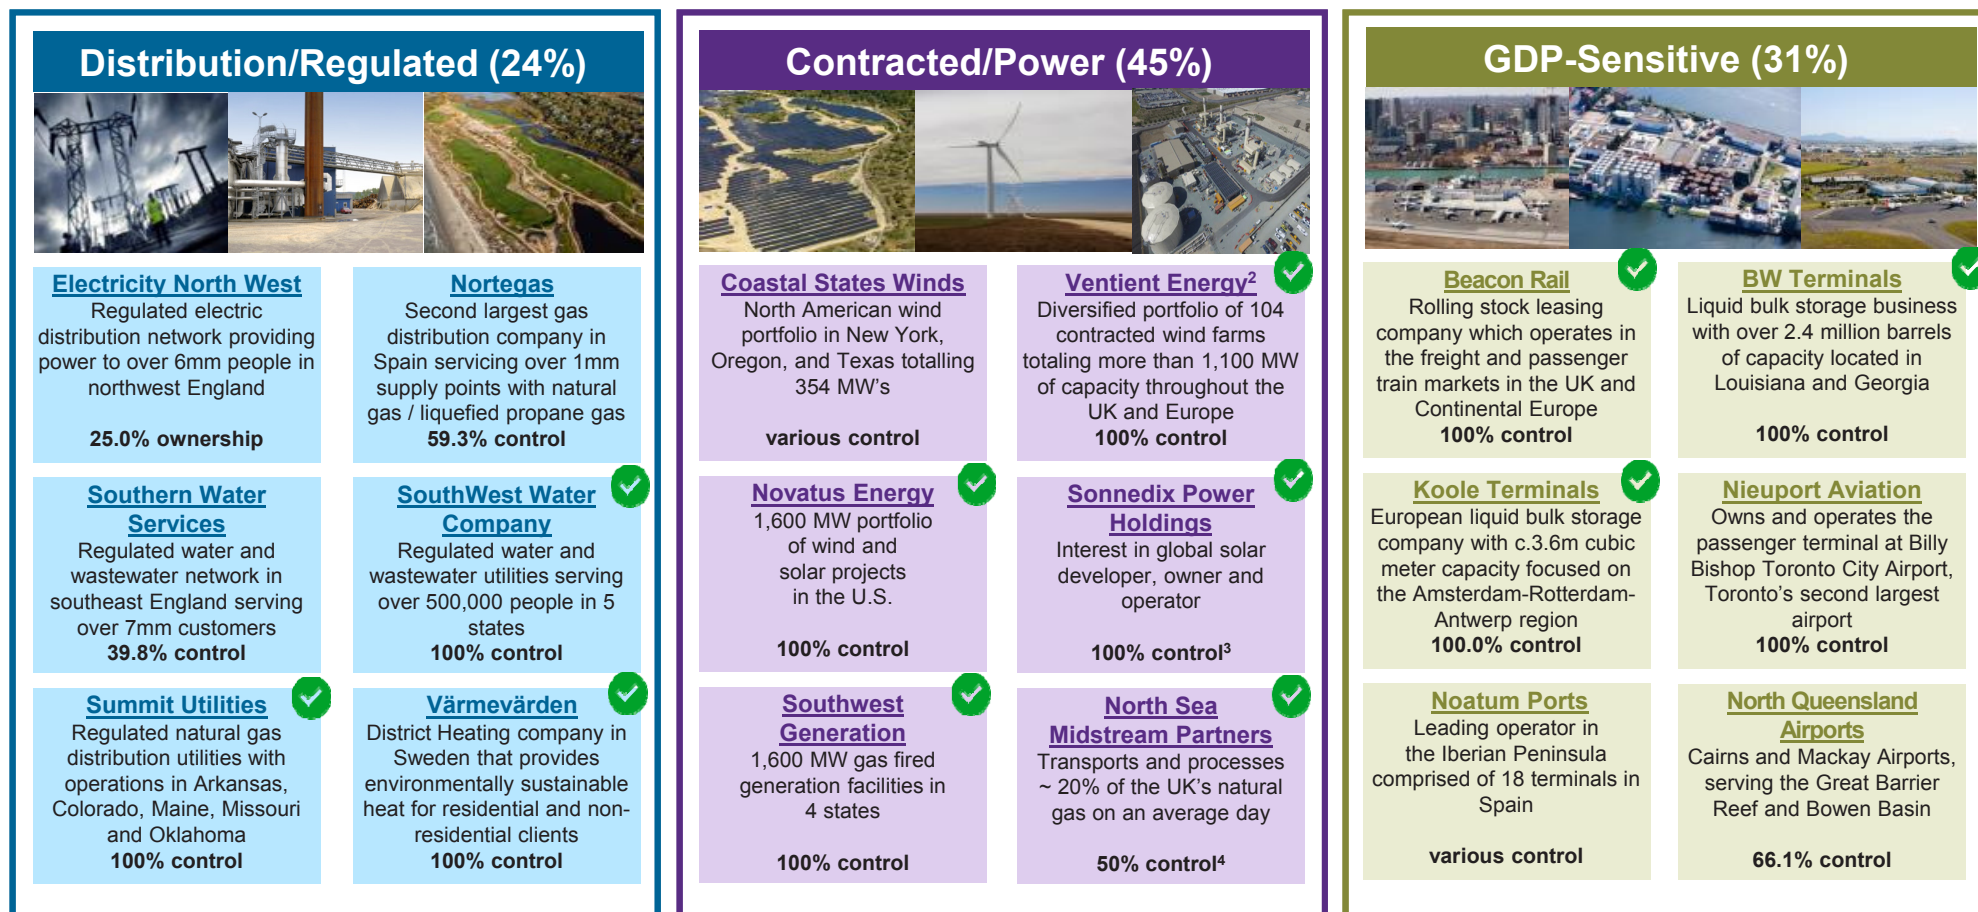 Distribution/Regulated (24%)
Electricity North West
Regulated electric
distribution network providing
power to over 6mm people in
northwest England
25.0% ownership
Nortegas
Second largest gas
distribution company in
Spain servicing over 1mm
supply points with natural
gas / liquefied propane gas
59.3% control
Southern Water
Services
Regulated water and
wastewater network in
southeast England serving
over 7mm customers
39.8% control
SouthWest Water
Company
Regulated water and
wastewater utilities serving
over 500,000 people in 5
states
100% control
Summit Utilities
Regulated natural gas
distribution utilities with
operations in Arkansas,
Colorado, Maine, Missouri
and Oklahoma
100% control
Värmevärden
District Heating company in
Sweden that provides
environmentally sustainable
heat for residential and non-
residential clients
100% control
Contracted/Power (45%)
Coastal States Winds
North American wind
portfolio in New York,
Oregon, and Texas totalling
354 MW's
various control
Ventient Energy²
Diversified portfolio of 104
contracted wind farms
totaling more than 1,100 MW
of capacity throughout the
UK and Europe
100% control
Novatus Energy
1,600 MW portfolio
of wind and
solar projects
in the U.S.
100% control
Sonnedix Power
Holdings
Interest in global solar
developer, owner and
operator
100% control³
Southwest
Generation
1,600 MW gas fired
generation facilities in
4 states
100% control
North Sea
Midstream Partners
Transports and processes
~ 20% of the UK's natural
gas on an average day
50% control⁴
GDP-Sensitive (31%)
Beacon Rail
Rolling stock leasing
company which operates in
the freight and passenger
train markets in the UK and
Continental Europe
100% control
BW Terminals
Liquid bulk storage business
with over 2.4 million barrels
of capacity located in
Louisiana and Georgia
100% control
Koole Terminals
European liquid bulk storage
company with c.3.6m cubic
meter capacity focused on
the Amsterdam-Rotterdam-
Antwerp region
100.0% control
Nieuport Aviation
Owns and operates the
passenger terminal at Billy
Bishop Toronto City Airport,
Toronto's second largest
airport
100% control
Noatum Ports
Leading operator in
the Iberian Peninsula
comprised of 18 terminals in
Spain
various control
North Queensland
Airports
Cairns and Mackay Airports,
serving the Great Barrier
Reef and Bowen Basin
66.1% control